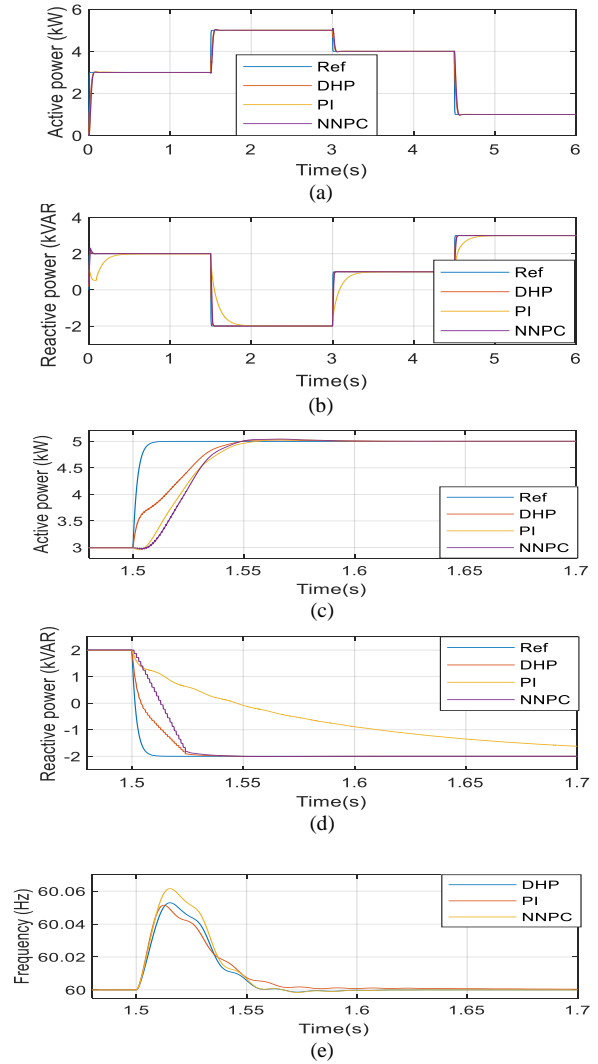 Active power (kW)
6
4
2
0
Ref
DHP
PI
NNPC
0 1 2 3 4 5 6
Time(s)
(a)
Reactive power (kVAR
4
2
0
-2
Ref
DHP
PI
NNPC
0 1 2 3 4 5 6
Time(s)
(b)
Active power (kW)
5
4.5
4
3.5
3
Ref
DHP
PI
NNPC
1.5 1.55 1.6 1.65 1.7
Time(s)
(c)
Reactive power (kVAR)
2
1
0
-1
-2
Ref
DHP
PI
NNPC
1.5 1.55 1.6 1.65 1.7
Time(s)
(d)
Frequency (Hz)
60.06
60.04
60.02
60
DHP
PI
NNPC
1.5 1.55 1.6 1.65 1.7
Time(s)
(e)